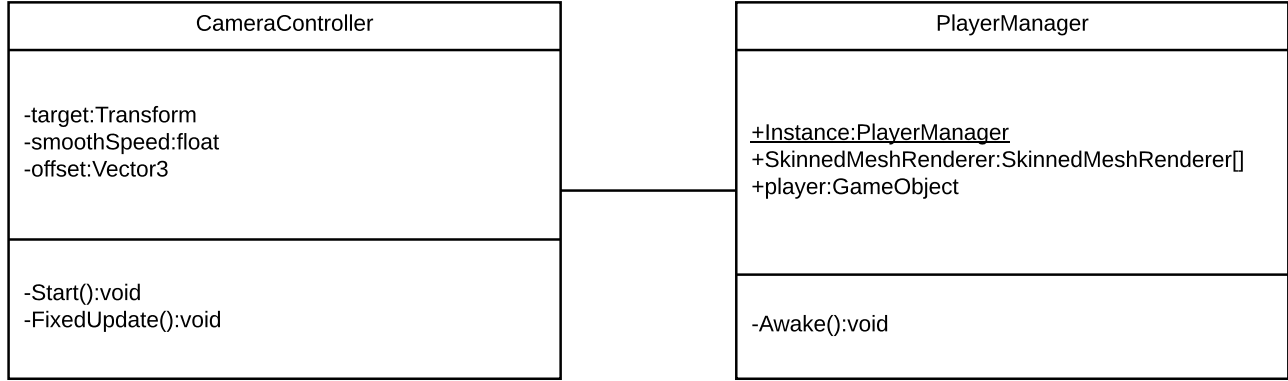 CameraController
-target:Transform
-smoothSpeed:float
-offset:Vector3
-Start():void
-FixedUpdate():void
PlayerManager
+Instance:PlayerManager
+SkinnedMeshRenderer:SkinnedMeshRenderer[]
+player:GameObject
-Awake():void